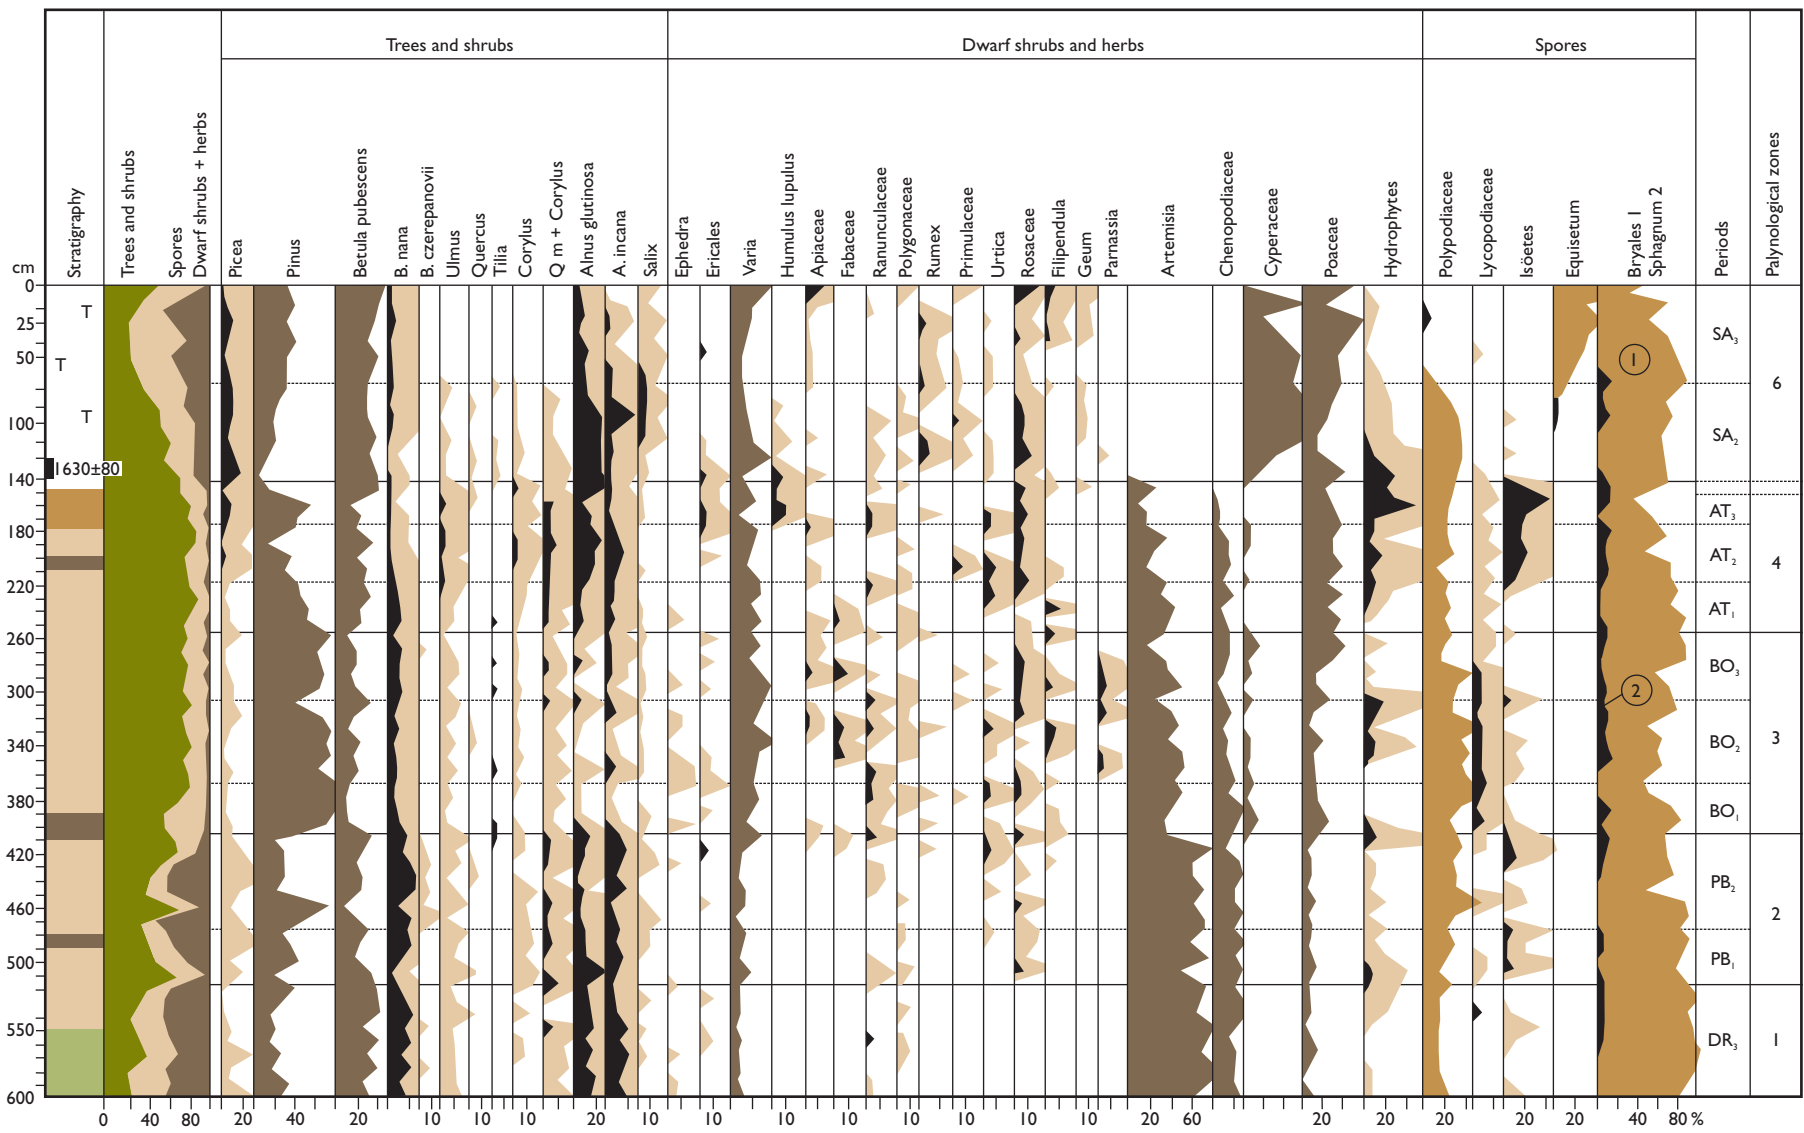 Trees and shrubs
Dwarf shrubs and herbs
Spores
cm
Stratigraphy
Trees and shrubs
Spores
Dwarf shrubs + herbs
Picea
Pinus
Betula pubescens
B. nana
B. czerepanovii
Ulmus
Quercus
Tilia
Corylus
Q m + Corylus
Alnus glutinosa
A. incana
Salix
Ephedra
Ericales
Varia
Humulus lupulus
Apiaceae
Fabaceae
Ranunculaceae
Polygonaceae
Rumex
Primulaceae
Urtica
Rosaceae
Filipendula
Geum
Parnassia
Artemisia
Chenopodiaceae
Cyperaceae
Poaceae
Hydrophytes
Polypodiaceae
Lycopodiaceae
Isöetes
Equisetum
Bryales 1
Sphagnum 2
Periods
Palynological zones
0
25
50
100
140
180
220
260
300
340
380
420
460
500
550
600
T
T
T
1630±80
1
2
SA3
SA2
AT3
AT2
AT1
BO3
BO2
BO1
PB2
PB1
DR3
6
4
3
2
1
0 40 80 20 40 20 10 10 10 10 20 10 10 10 10 10 10 10 10 20 60 20 20 20 20 20 40 80 %